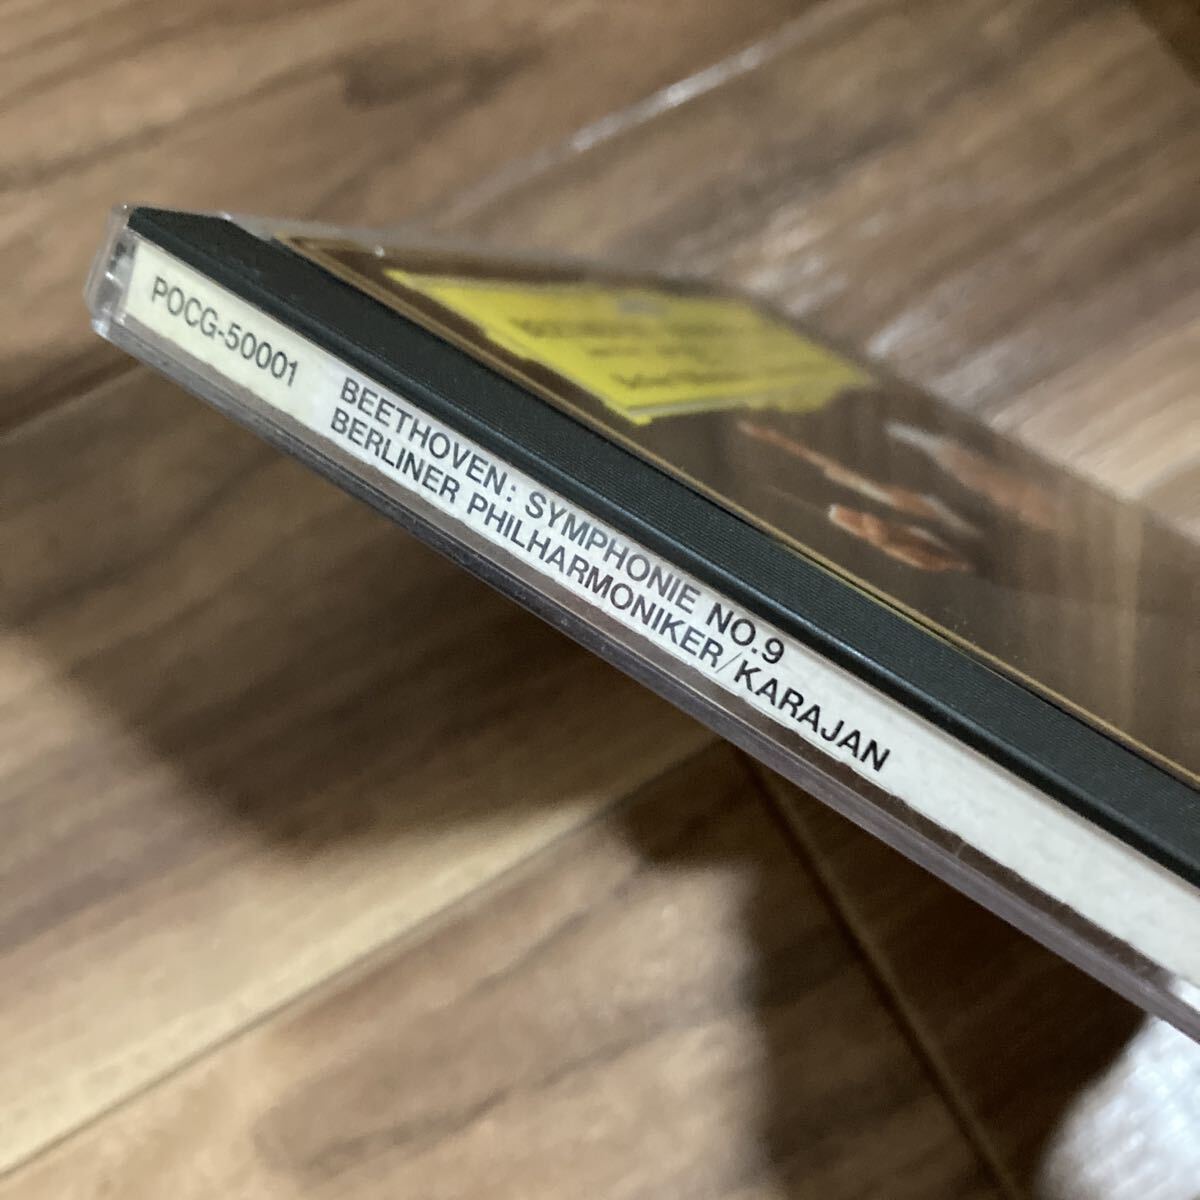 POCG-50001
BEETHOVEN: SYMPHONIE NO.9
BERLINER PHILHARMONIKER/KARAJAN